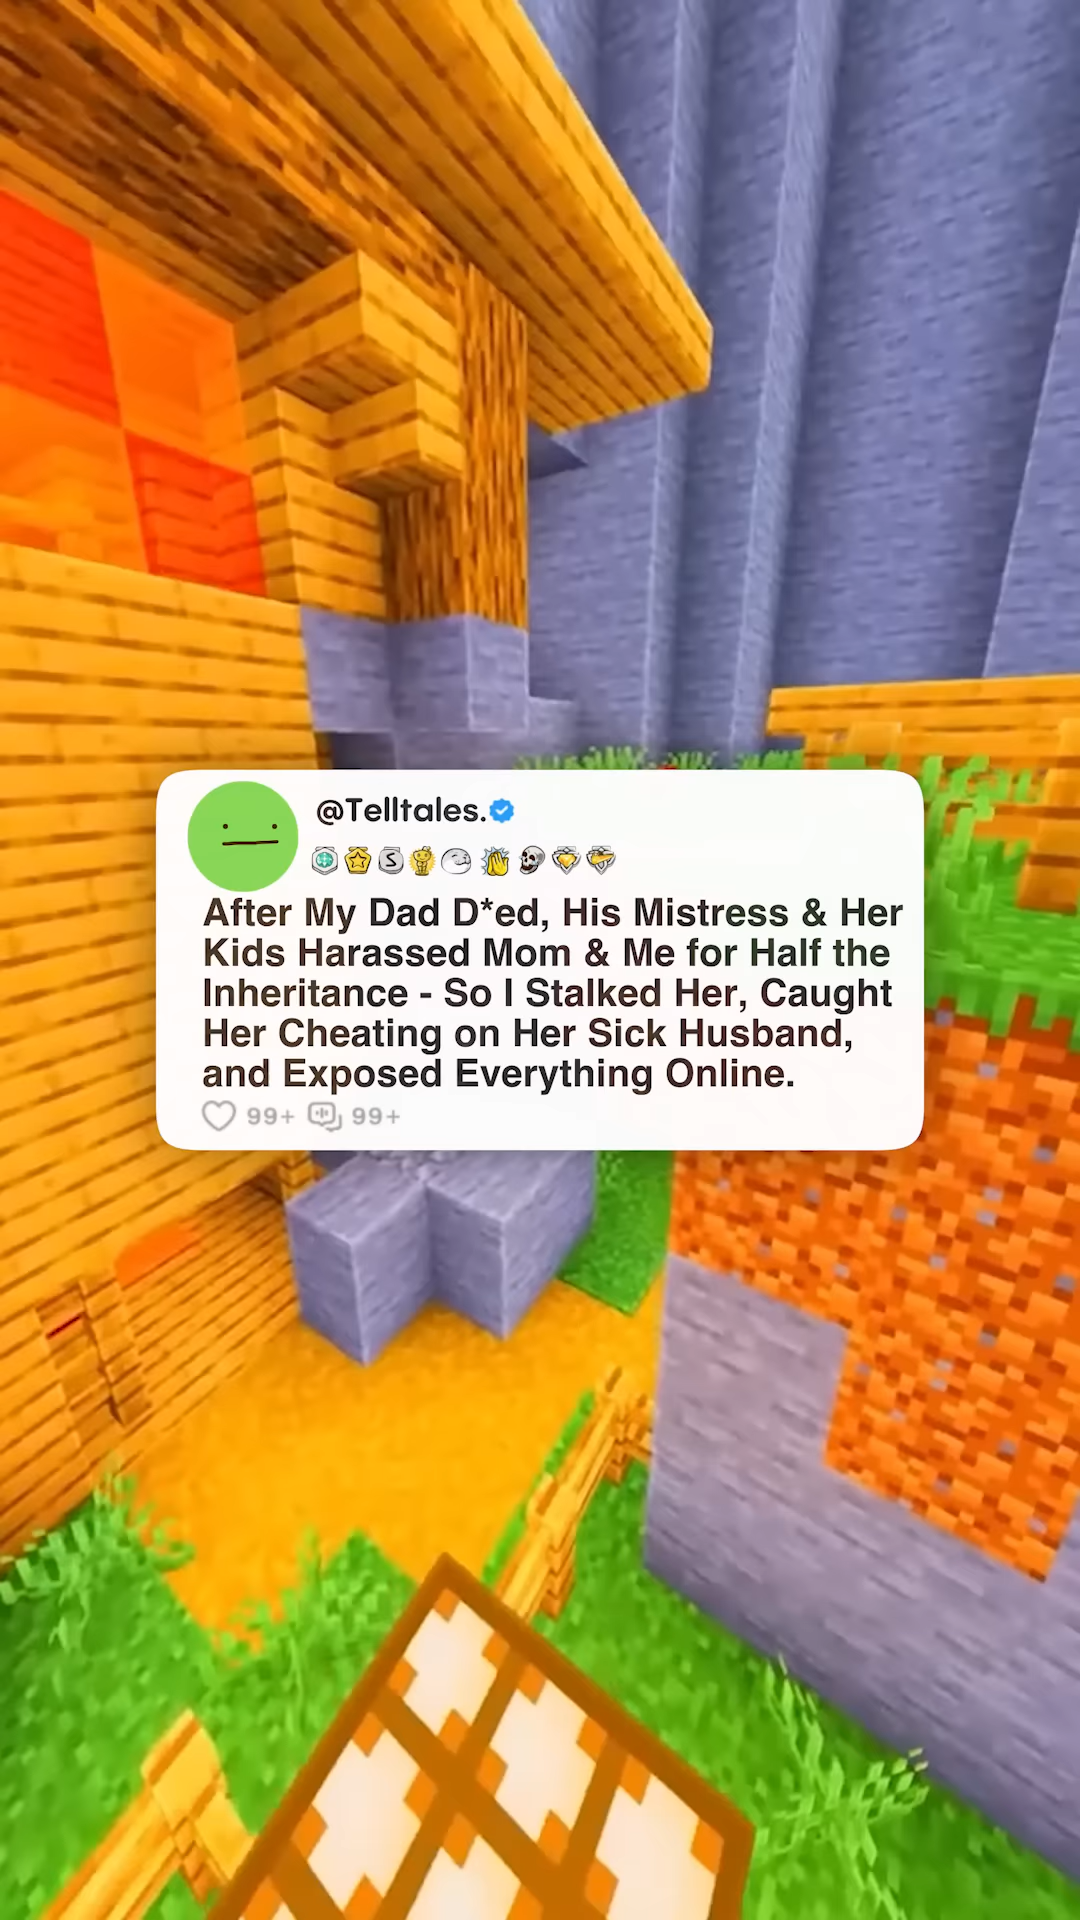 @Telltales.
After My Dad D*ed, His Mistress & Her
Kids Harassed Mom & Me for Half the
Inheritance - So I Stalked Her, Caught
Her Cheating on Her Sick Husband,
and Exposed Everything Online.
99+ 99+